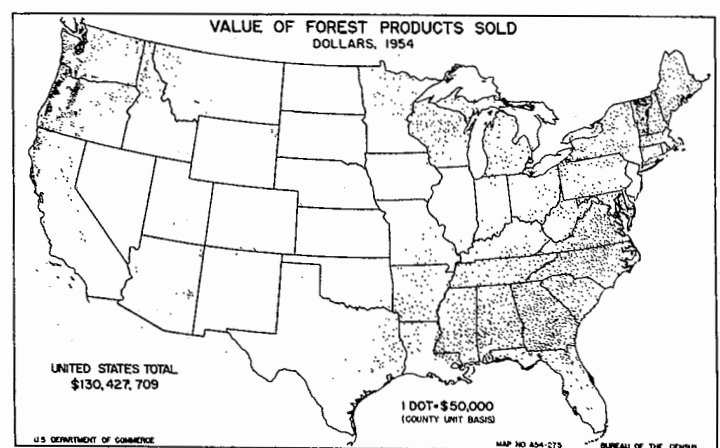 VALUE OF FOREST PRODUCTS SOLD
DOLLARS, 1954
UNITED STATES TOTAL
$130,427,709
1 DOT=$50,000
(COUNTY UNIT BASIS)
U.S. DEPARTMENT OF COMMERCE
MAP NO. A54-275
BUREAU OF THE CENSUS